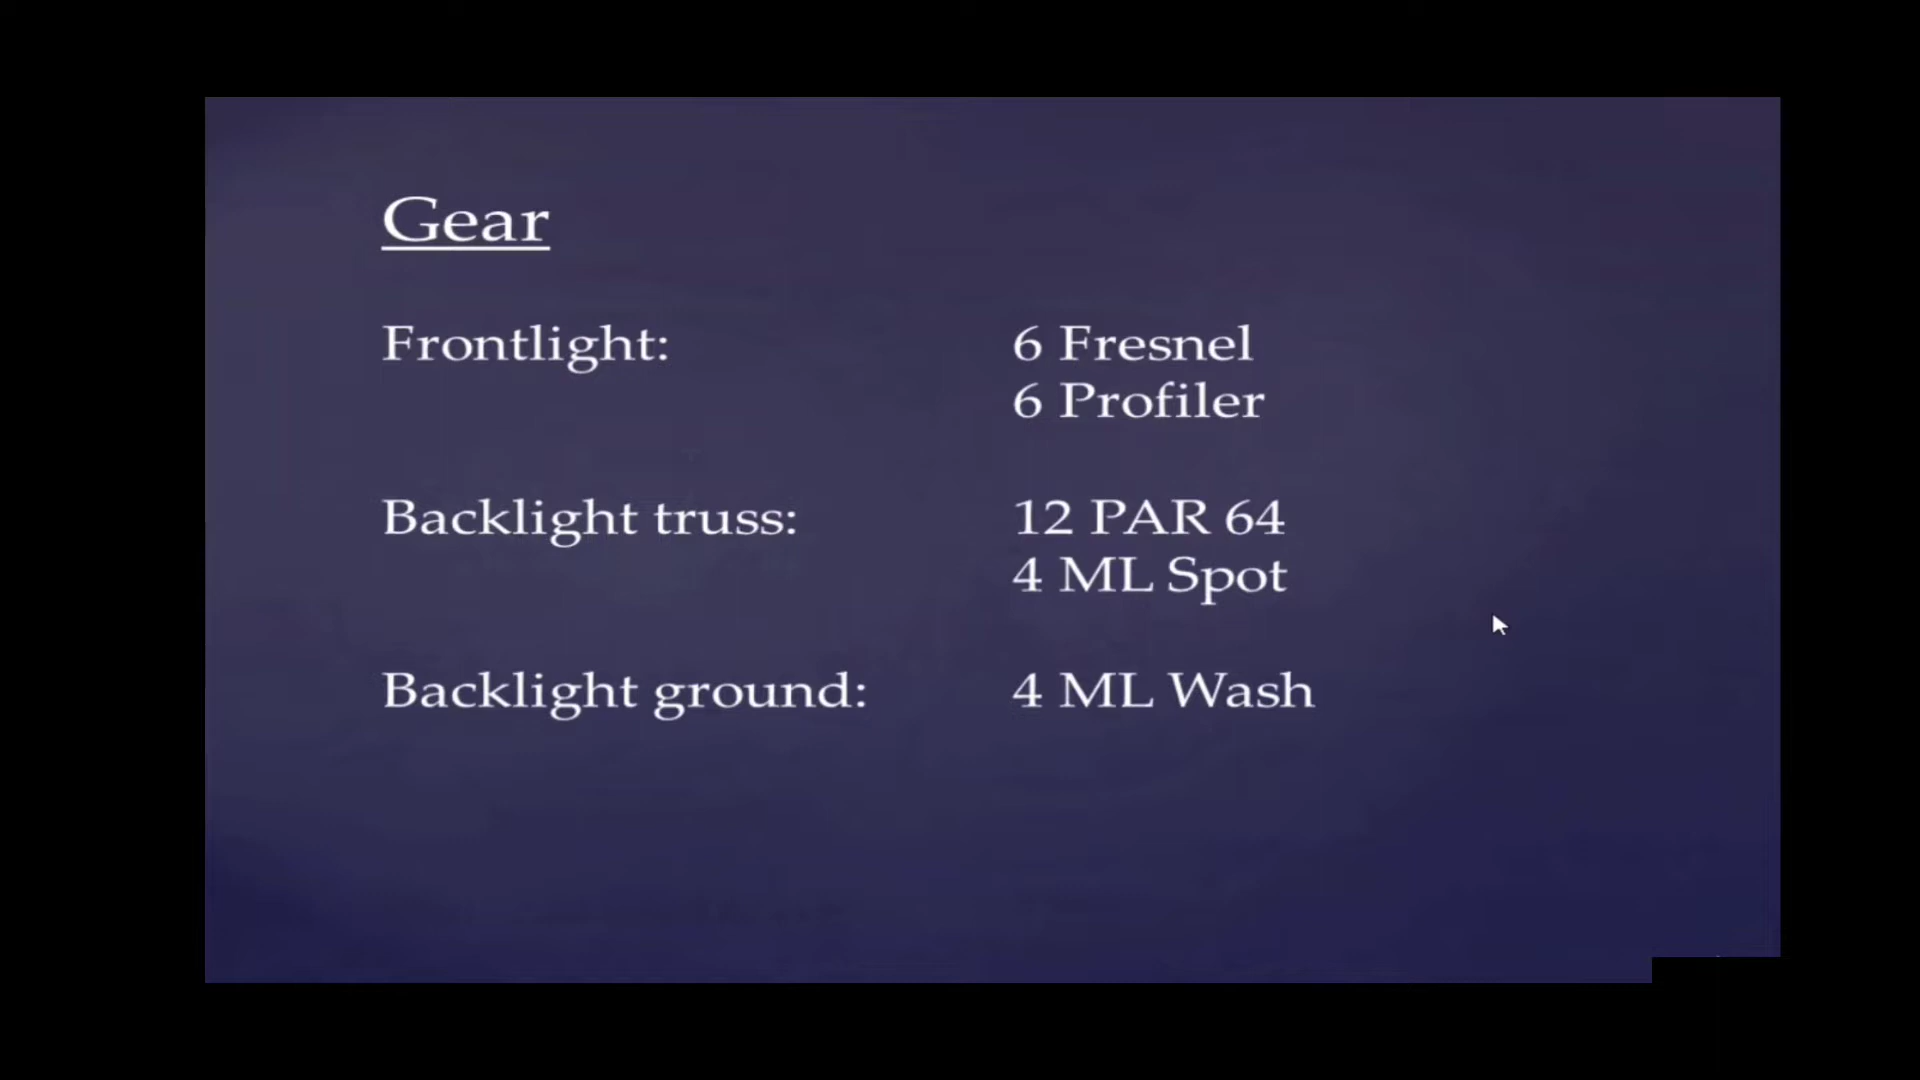 Gear
Frontlight: 6 Fresnel
6 Profiler
Backlight truss: 12 PAR 64
4 ML Spot
Backlight ground: 4 ML Wash